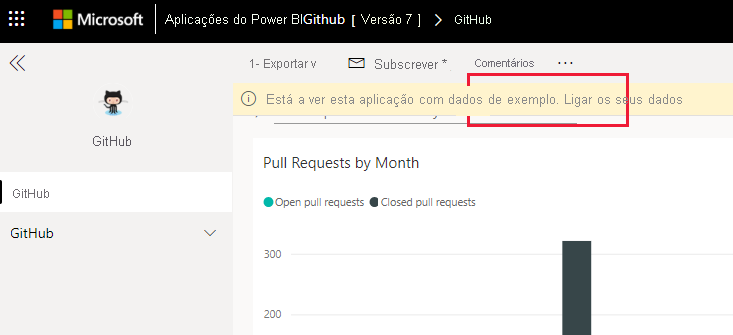 Microsoft Aplicações do Power BI Github [ Versão 7 ] > GitHub
1- Exportar v Subscrever * Comentários ...
Está a ver esta aplicação com dados de exemplo. Ligar os seus dados
GitHub
GitHub
GitHub
Pull Requests by Month
Open pull requests Closed pull requests
300
200